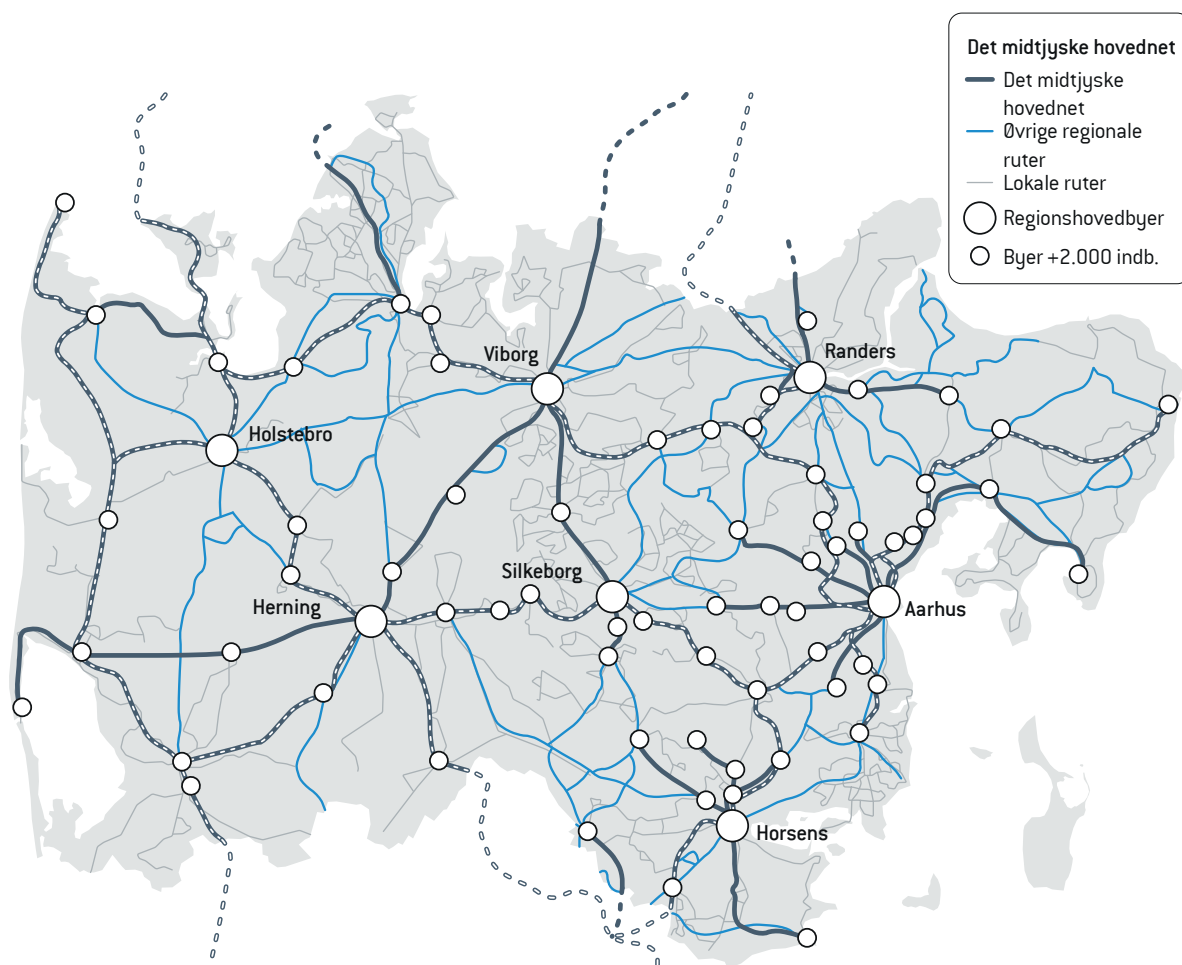 Det midtjyske hovednet
Det midtjyske
hovednet
Øvrige regionale
ruter
Lokale ruter
Regionshovedbyer
Byer +2.000 indb.
Viborg
Randers
Holstebro
Silkeborg
Herning
Aarhus
Horsens